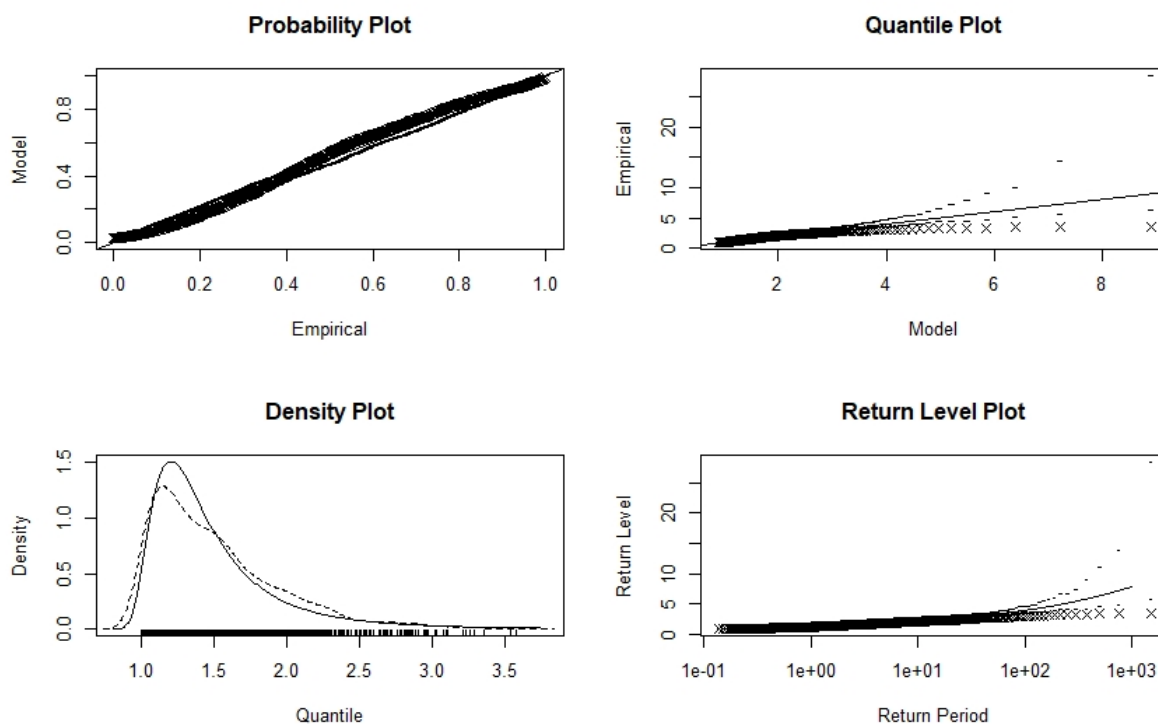 Probability Plot
Model
0.0 0.4 0.8
0.0 0.2 0.4 0.6 0.8 1.0
Empirical
Quantile Plot
Empirical
0 5 10 20
2 4 6 8
Model
Density Plot
Density
0.0 0.5 1.0 1.5
1.0 1.5 2.0 2.5 3.0 3.5
Quantile
Return Level Plot
Return Level
0 5 10 20
1e-01 1e+00 1e+01 1e+02 1e+03
Return Period